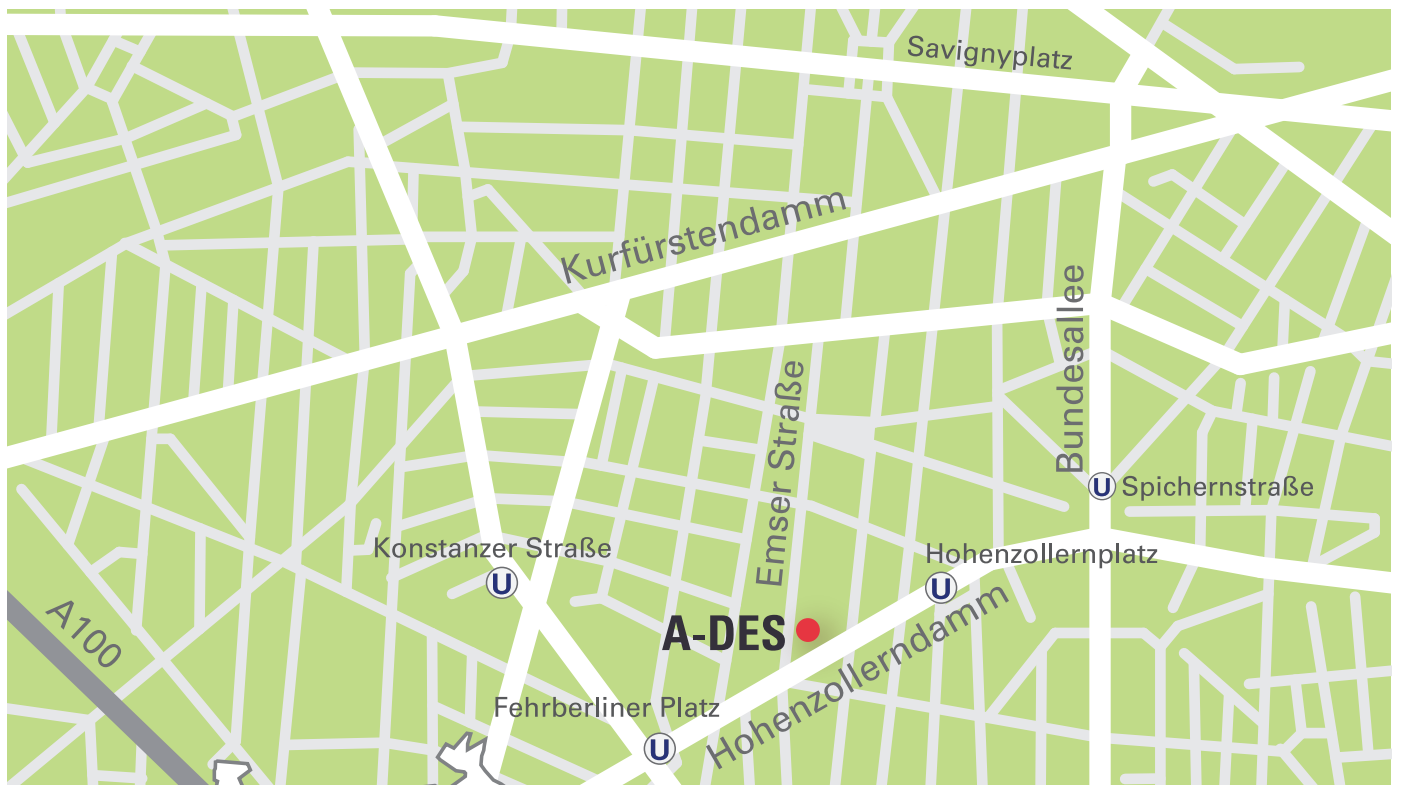 Savignyplatz
Kurfürstendamm
Bundesallee
Emser Straße
U Spichernstraße
Konstanzer Straße
U
Hohenzollernplatz
U
A100
A-DES
Hohenzollerndamm
Fehrberliner Platz
U